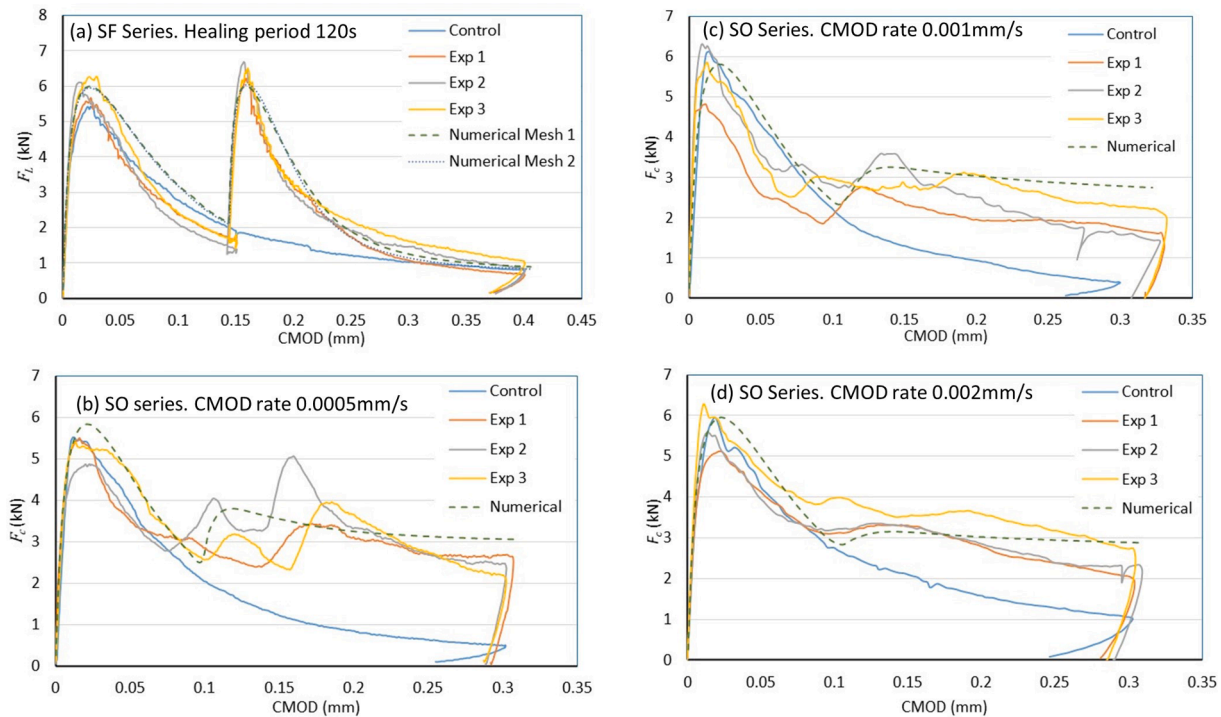 (a) SF Series. Healing period 120s
8
7
6
5
4
3
2
1
0
F_L (kN)
0 0.05 0.1 0.15 0.2 0.25 0.3 0.35 0.4 0.45
CMOD (mm)
Control
Exp 1
Exp 2
Exp 3
Numerical Mesh 1
Numerical Mesh 2
(c) SO Series. CMOD rate 0.001mm/s
7
6
5
4
3
2
1
0
F_c (kN)
0 0.05 0.1 0.15 0.2 0.25 0.3 0.35
CMOD (mm)
Control
Exp 1
Exp 2
Exp 3
Numerical
(b) SO series. CMOD rate 0.0005mm/s
7
6
5
4
3
2
1
0
F_c (kN)
0 0.05 0.1 0.15 0.2 0.25 0.3 0.35
CMOD (mm)
Control
Exp 1
Exp 2
Exp 3
Numerical
(d) SO Series. CMOD rate 0.002mm/s
7
6
5
4
3
2
1
0
F_c (kN)
0 0.05 0.1 0.15 0.2 0.25 0.3 0.35
CMOD (mm)
Control
Exp 1
Exp 2
Exp 3
Numerical